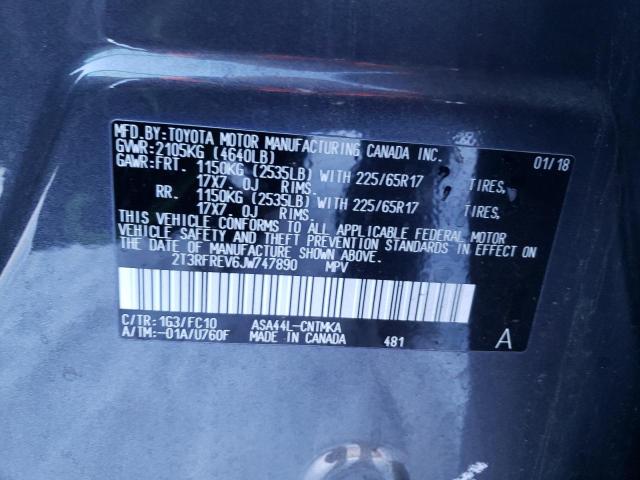 MFD.BY:TOYOTA MOTOR MANUFACTURING CANADA INC.
GVWR:2105KG (4640LB) 01/18
GAWR:FRT. 1150KG (2535LB) WITH 225/65R17 TIRES,
17X7. 0J RIMS.
RR. 1150KG (2535LB) WITH 225/65R17 TIRES,
17X7. 0J RIMS.
THIS VEHICLE CONFORMS TO ALL APPLICABLE FEDERAL MOTOR
VEHICLE SAFETY AND THEFT PREVENTION STANDARDS IN EFFECT ON
THE DATE OF MANUFACTURE SHOWN ABOVE.
2T3RFREV6JW747890 MPV
C/TR:1G3/FC10 ASA44L-CNTMKA
A/TM:-01A/U760F MADE IN CANADA 481 A